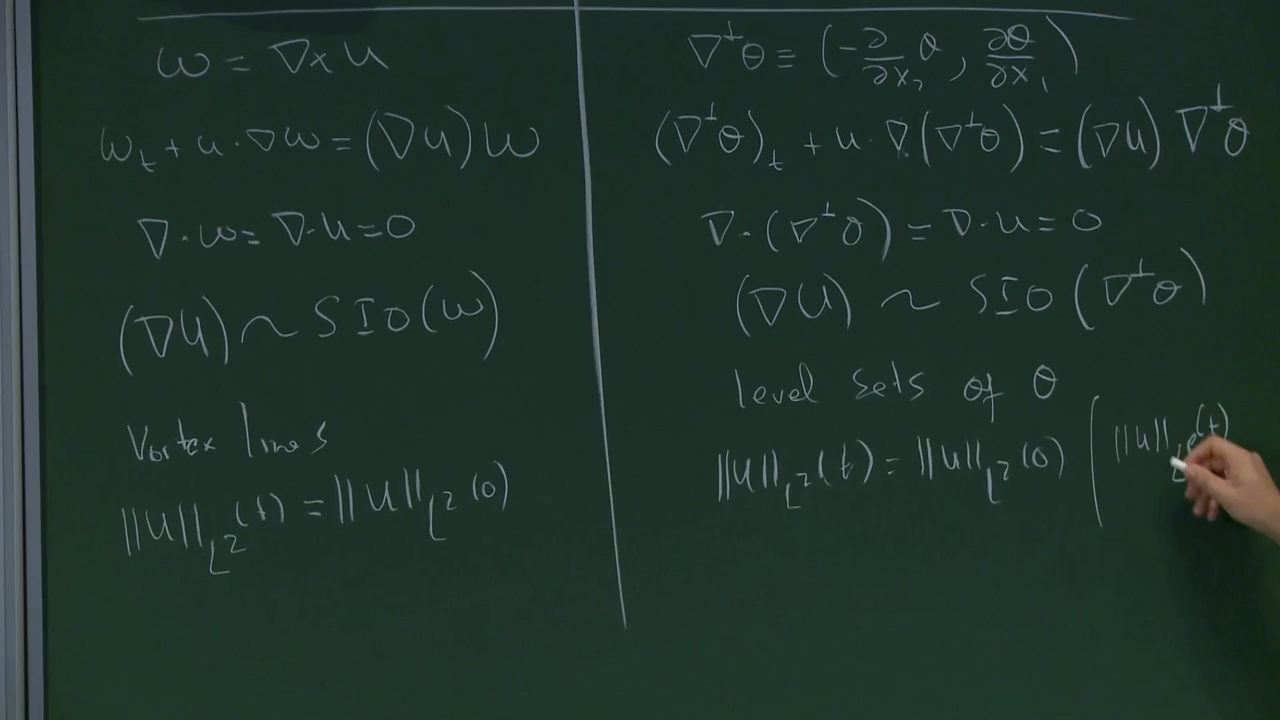 ω = ∇×u
ω_t + u·∇ω = (∇u)ω
∇·ω = ∇·u = 0
(∇u) ~ SIO(ω)
Vortex lines
||u||_{L²}(t) = ||u||_{L²}(0)
∇^⊥θ ≡ (-∂/∂x₂ θ, ∂θ/∂x₁)
(∇^⊥θ)_t + u·∇(∇^⊥θ) = (∇u) ∇^⊥θ
∇·(∇^⊥θ) = ∇·u = 0
(∇u) ~ SIO(∇^⊥θ)
level sets of θ
||u||_{L²}(t) = ||u||_{L²}(0) ( ||u||_L (t)